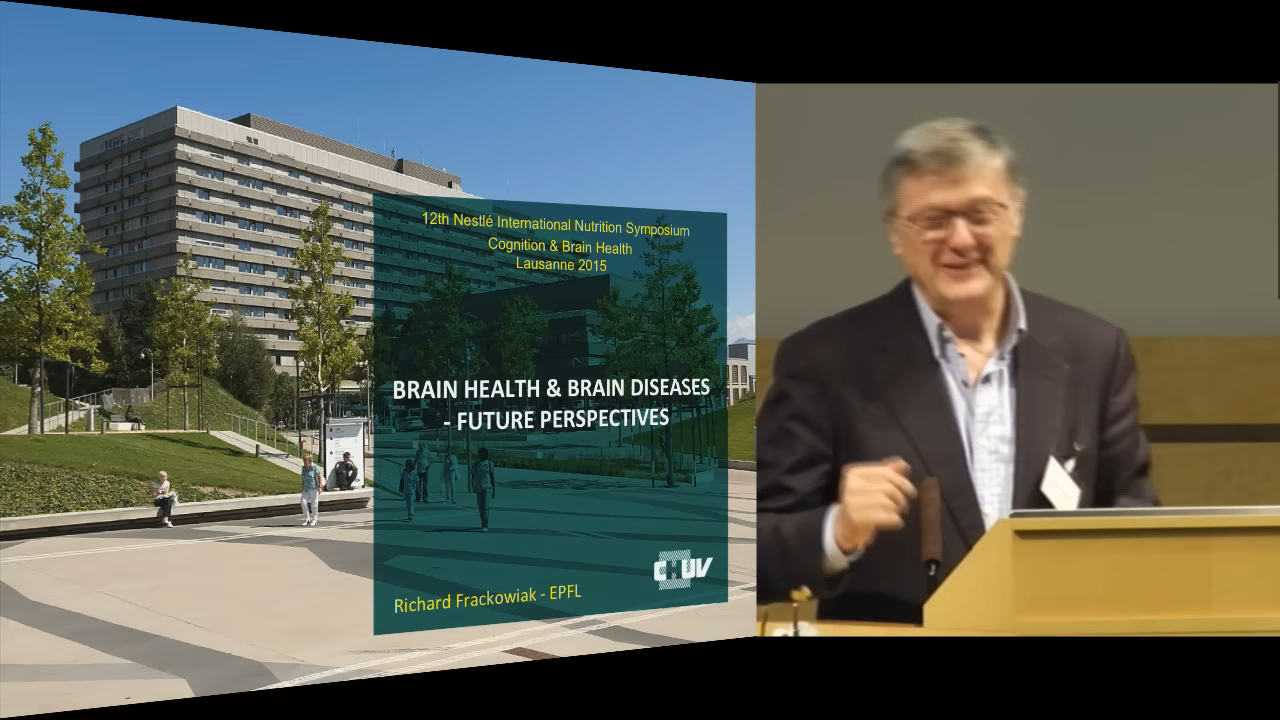 12th Nestlé International Nutrition Symposium
Cognition & Brain Health
Lausanne 2015
BRAIN HEALTH & BRAIN DISEASES
- FUTURE PERSPECTIVES
CHUV
Richard Frackowiak - EPFL